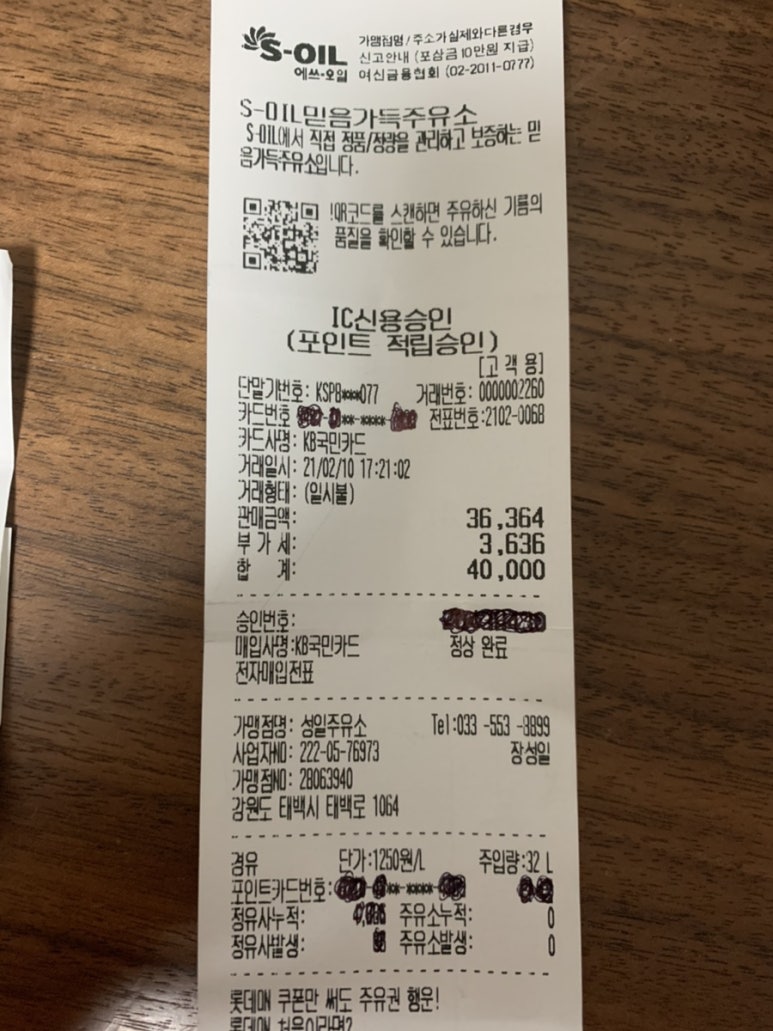 S-OIL
에쓰-오일
가맹점명/주소가실제와다른경우
신고안내 (포상금10만원 지급)
여신금융협회 (02-2011-0777)
S-OIL믿음가득주유소
S-OIL에서 직접 정품/정량을 관리하고 보증하는 믿
음가득주유소입니다.
!QR코드를 스캔하면 주유하신 기름의
품질을 확인할 수 있습니다.
IC신용승인
(포인트 적립승인)
[고객용]
단말기번호: KSPB***077 거래번호: 0000002260
카드번호 **-**** 전표번호:2102-0068
카드사명: KB국민카드
거래일시: 21/02/10 17:21:02
거래형태: (일시불)
판매금액: 36,364
부가세: 3,636
합 계: 40,000
승인번호:
매입사명:KB국민카드 정상 완료
전자매입전표
가맹점명: 성일주유소 Tel:033 -553 -8899
사업자NO: 222-05-76973 장성일
가맹점NO: 28063940
강원도 태백시 태백로 1064
경유 단가:1250원/L 주입량:32 L
포인트카드번호: **-****
정유사누적: 주유소누적: 0
정유사발생: 주유소발생: 0
롯데ON 쿠폰만 써도 주유권 행운!
롯데ON 처음이라면?